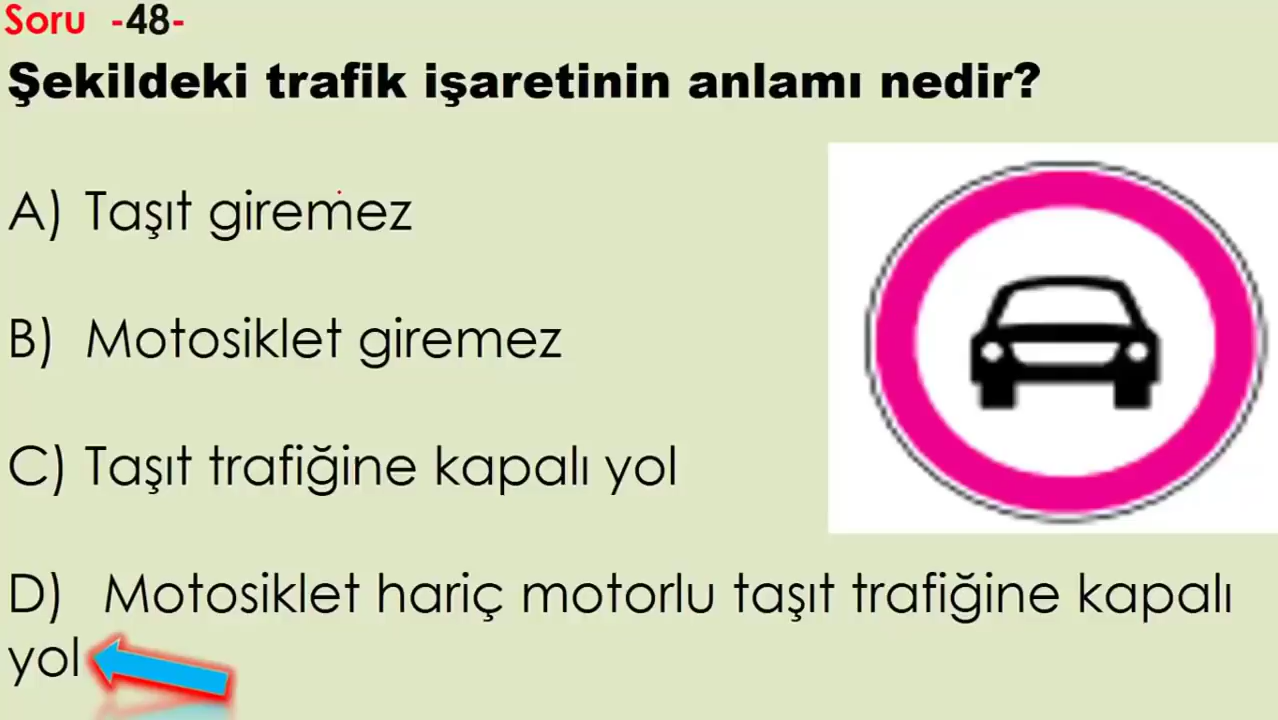 Soru -48-
Şekildeki trafik işaretinin anlamı nedir?
A) Taşıt giremez
B) Motosiklet giremez
C) Taşıt trafiğine kapalı yol
D) Motosiklet hariç motorlu taşıt trafiğine kapalı
yol